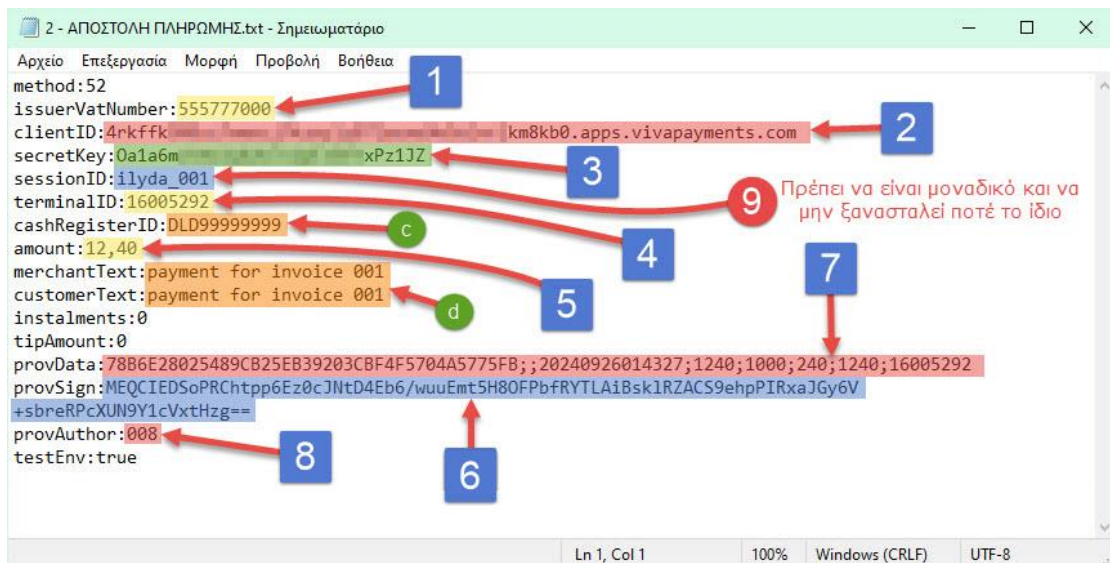 2 - ΑΠΟΣΤΟΛΗ ΠΛΗΡΩΜΗΣ.txt - Σημειωματάριο
Αρχείο Επεξεργασία Μορφή Προβολή Βοήθεια
1
method:52
issuerVatNumber:555777000
clientID:4rkffk km8kb0.apps.vivapayments.com
2
secretKey:Oa1a6m xPz1JZ
3
sessionID:ilyda_001
9 Πρέπει να είναι μοναδικό και να
μην ξανασταλεί ποτέ το ίδιο
terminalID:16005292
cashRegisterID:DLD99999999
c
4
amount:12,40
7
merchantText:payment for invoice 001
5
customerText:payment for invoice 001
d
instalments:0
tipAmount:0
provData:78B6E28025489CB25EB39203CBF4F5704A5775FB;;20240926014327;1240;1000;240;1240;16005292
provSign:MEQCIEDSoPRChtpp6Ez0cJNtD4Eb6/wuuEmt5H8OFPbfRYTLAiBsklRZACS9ehpPIRxaJGy6V
+sbreRPcXUN9Y1cVxtHzg==
provAuthor:008
8
6
testEnv:true
Ln 1, Col 1 100% Windows (CRLF) UTF-8